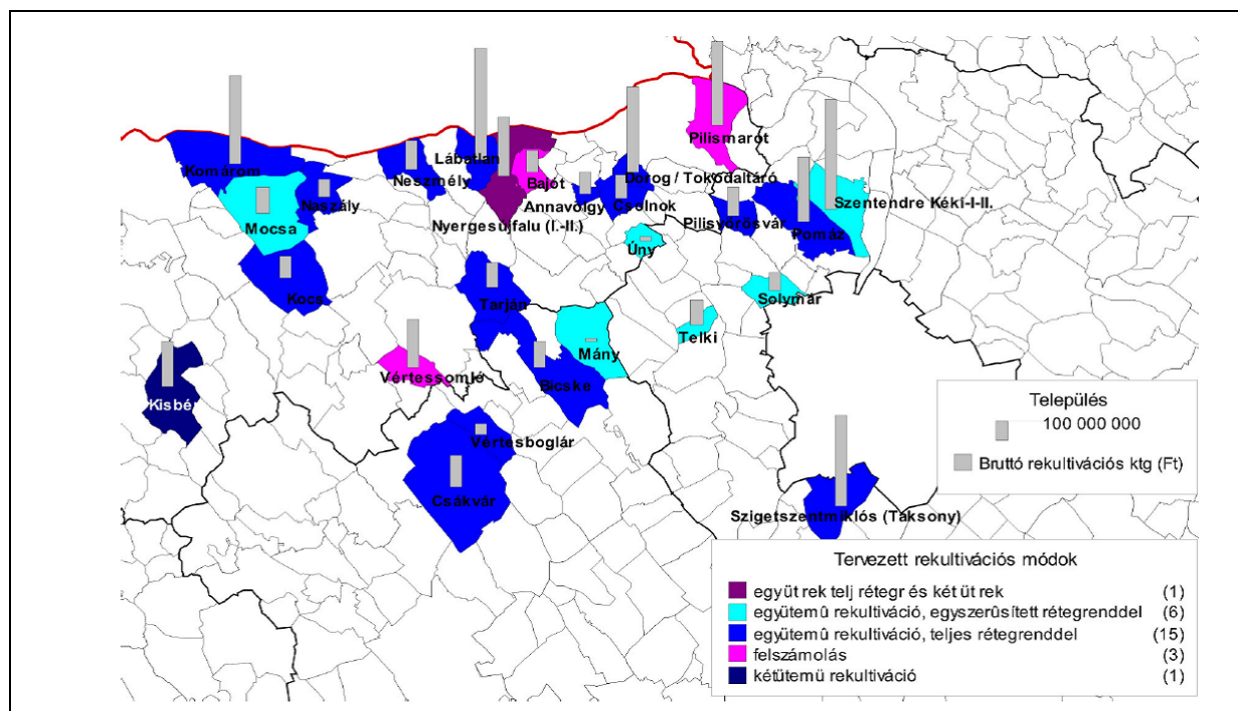 Pilismarót
Komárom
Lábatlan
Neszmély
Bajót
Dorog / Tokodaltáró
Naszály
Annavölgy
Csolnok
Szentendre Kéki-I-II.
Mocsa
Nyergesújfalu (I.-II.)
Pilisvörösvár
Pomáz
Úny
Kocs
Tarján
Solymár
Telki
Mány
Vértessomló
Bicske
Kisbé
Vértesboglár
Csákvár
Szigetszentmiklós (Taksony)
Település
100 000 000
Bruttó rekultivációs ktg (Ft)
Tervezett rekultivációs módok
együt rek telj rétegr és két üt rek (1)
együtemû rekultiváció, egyszerûsített rétegrenddel (6)
együtemû rekultiváció, teljes rétegrenddel (15)
felszámolás (3)
kétütemü rekultiváció (1)